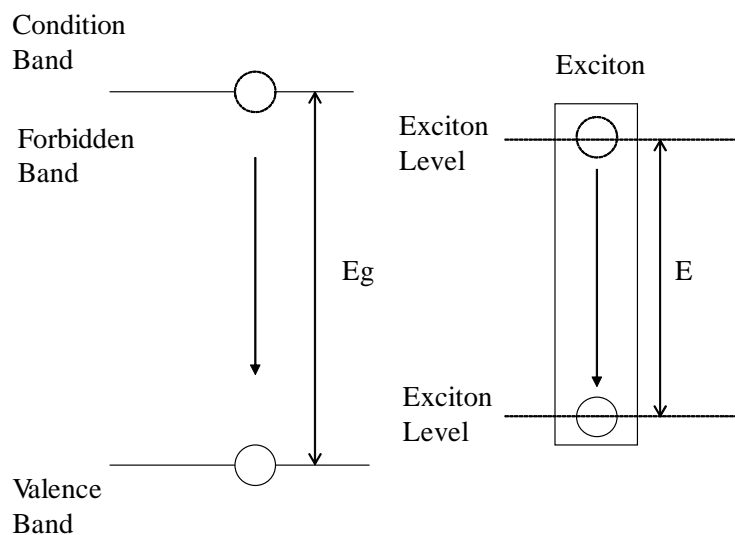 Condition
Band
Forbidden
Band
Eg
Valence
Band
Exciton
Exciton
Level
E
Exciton
Level